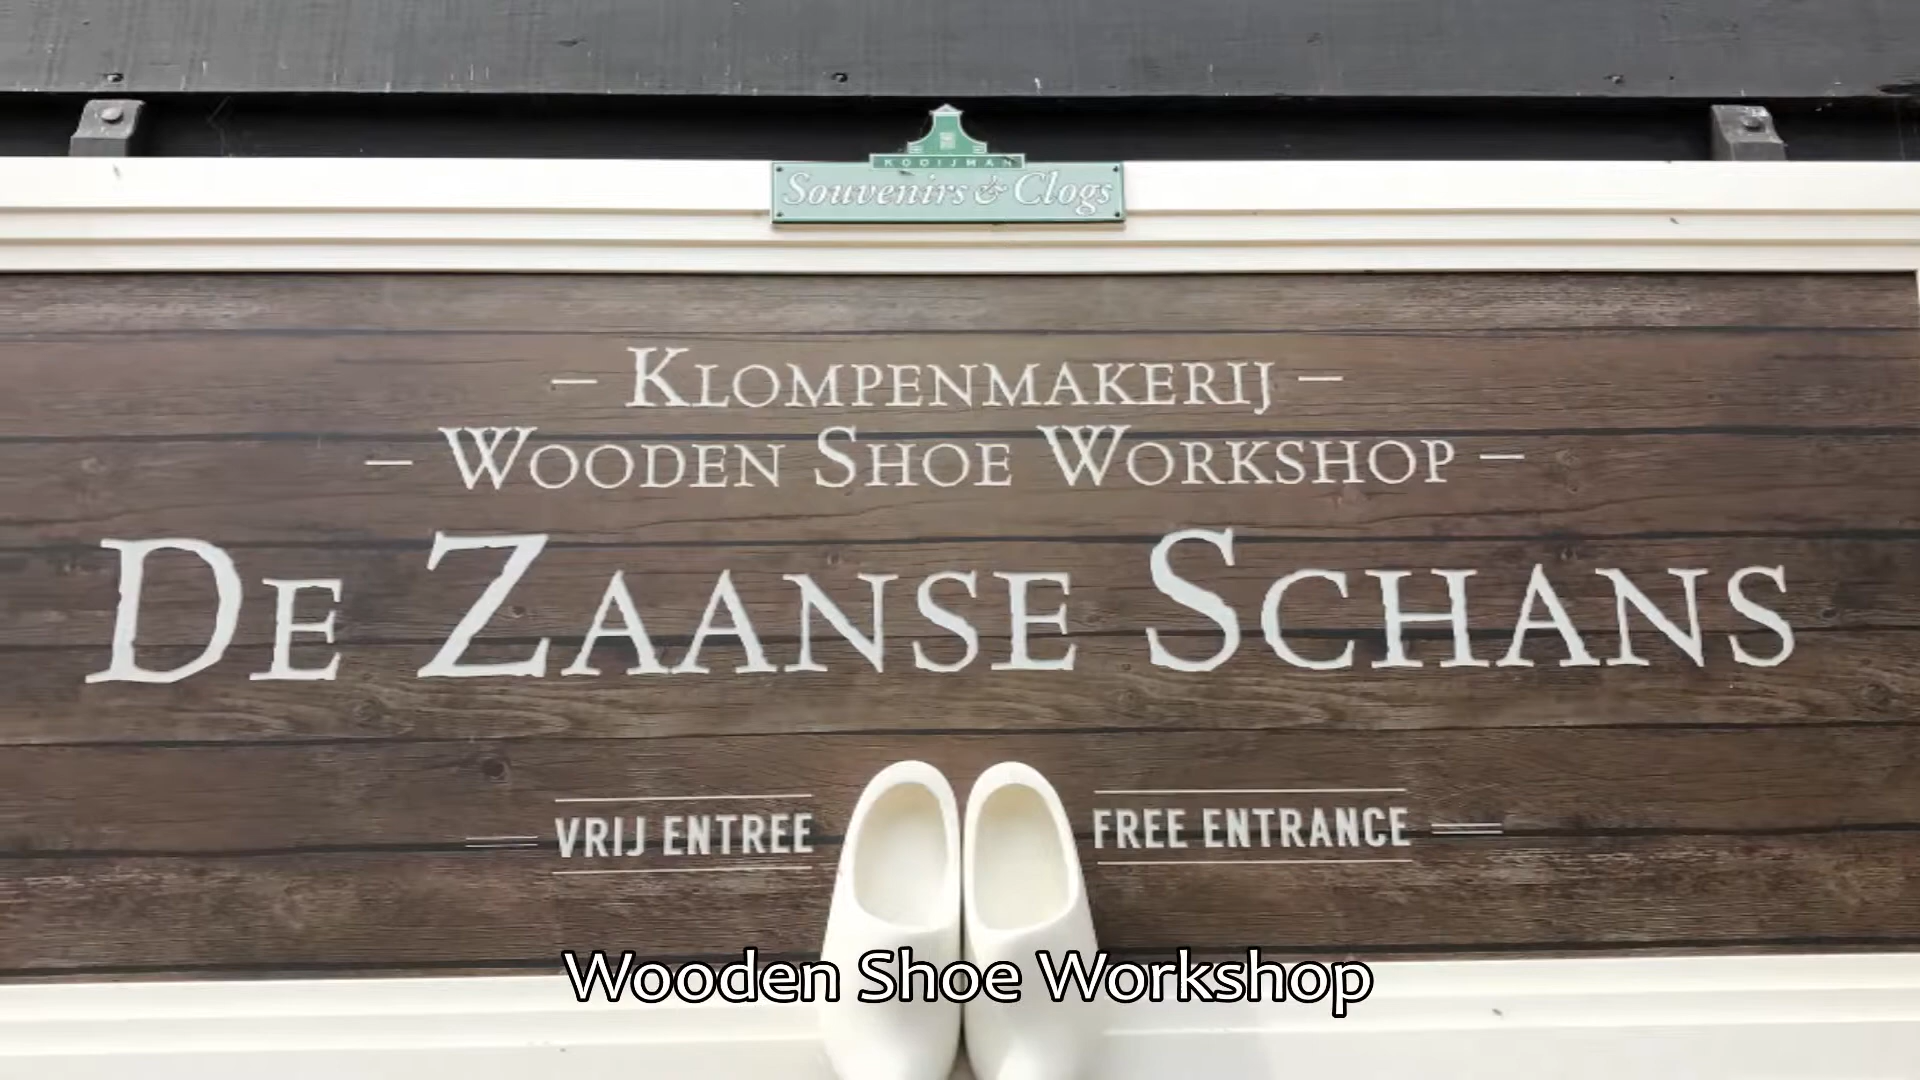 KOOIJMAN
Souvenirs & Clogs
– KLOMPENMAKERIJ –
– WOODEN SHOE WORKSHOP –
DE ZAANSE SCHANS
VRIJ ENTREE
FREE ENTRANCE
Wooden Shoe Workshop